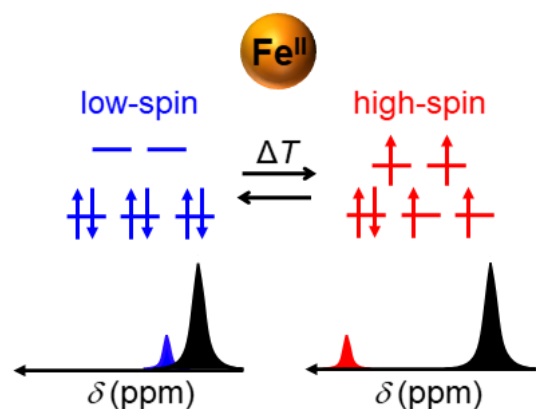 Fe^II
low-spin
high-spin
ΔT
δ (ppm)
δ (ppm)